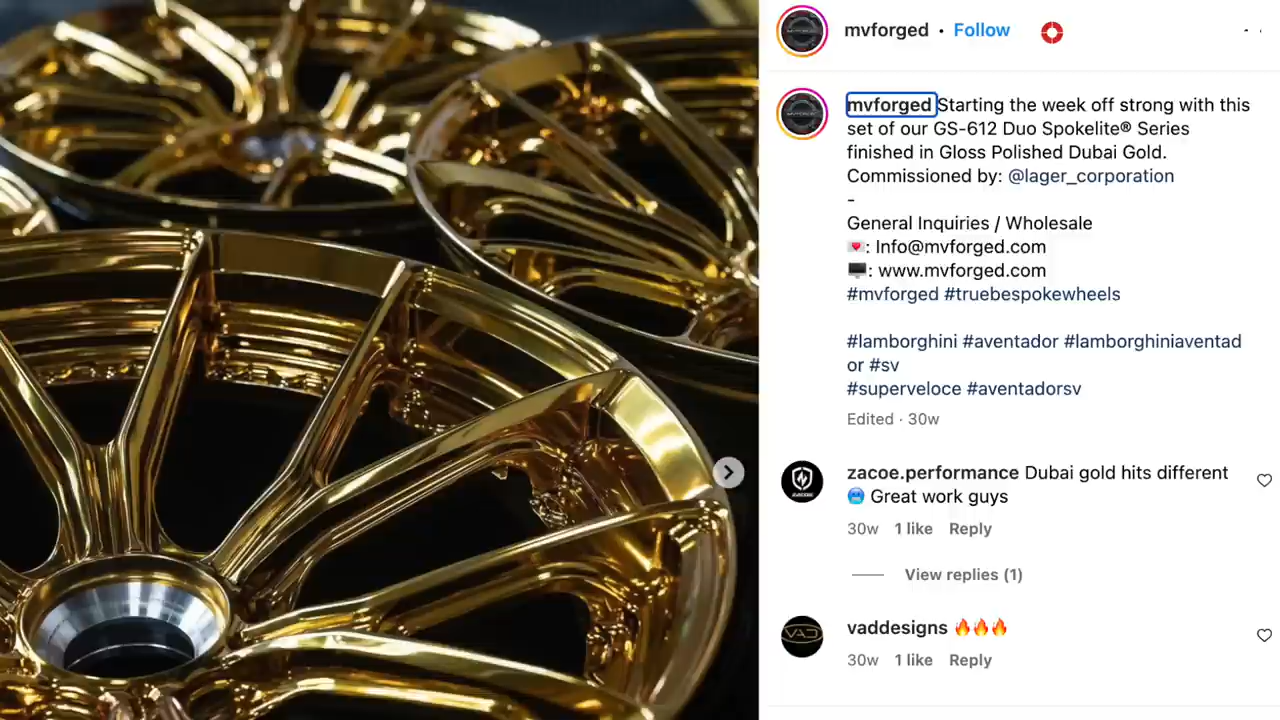 mvforged • Follow
mvforged Starting the week off strong with this
set of our GS-612 Duo Spokelite® Series
finished in Gloss Polished Dubai Gold.
Commissioned by: @lager_corporation
-
General Inquiries / Wholesale
💌: Info@mvforged.com
🖥️: www.mvforged.com
#mvforged #truebespokewheels
#lamborghini #aventador #lamborghiniaventad
or #sv
#superveloce #aventadorsv
Edited · 30w
zacoe.performance Dubai gold hits different
🥶 Great work guys
30w 1 like Reply
View replies (1)
VAD
vaddesigns 🔥🔥🔥
30w 1 like Reply